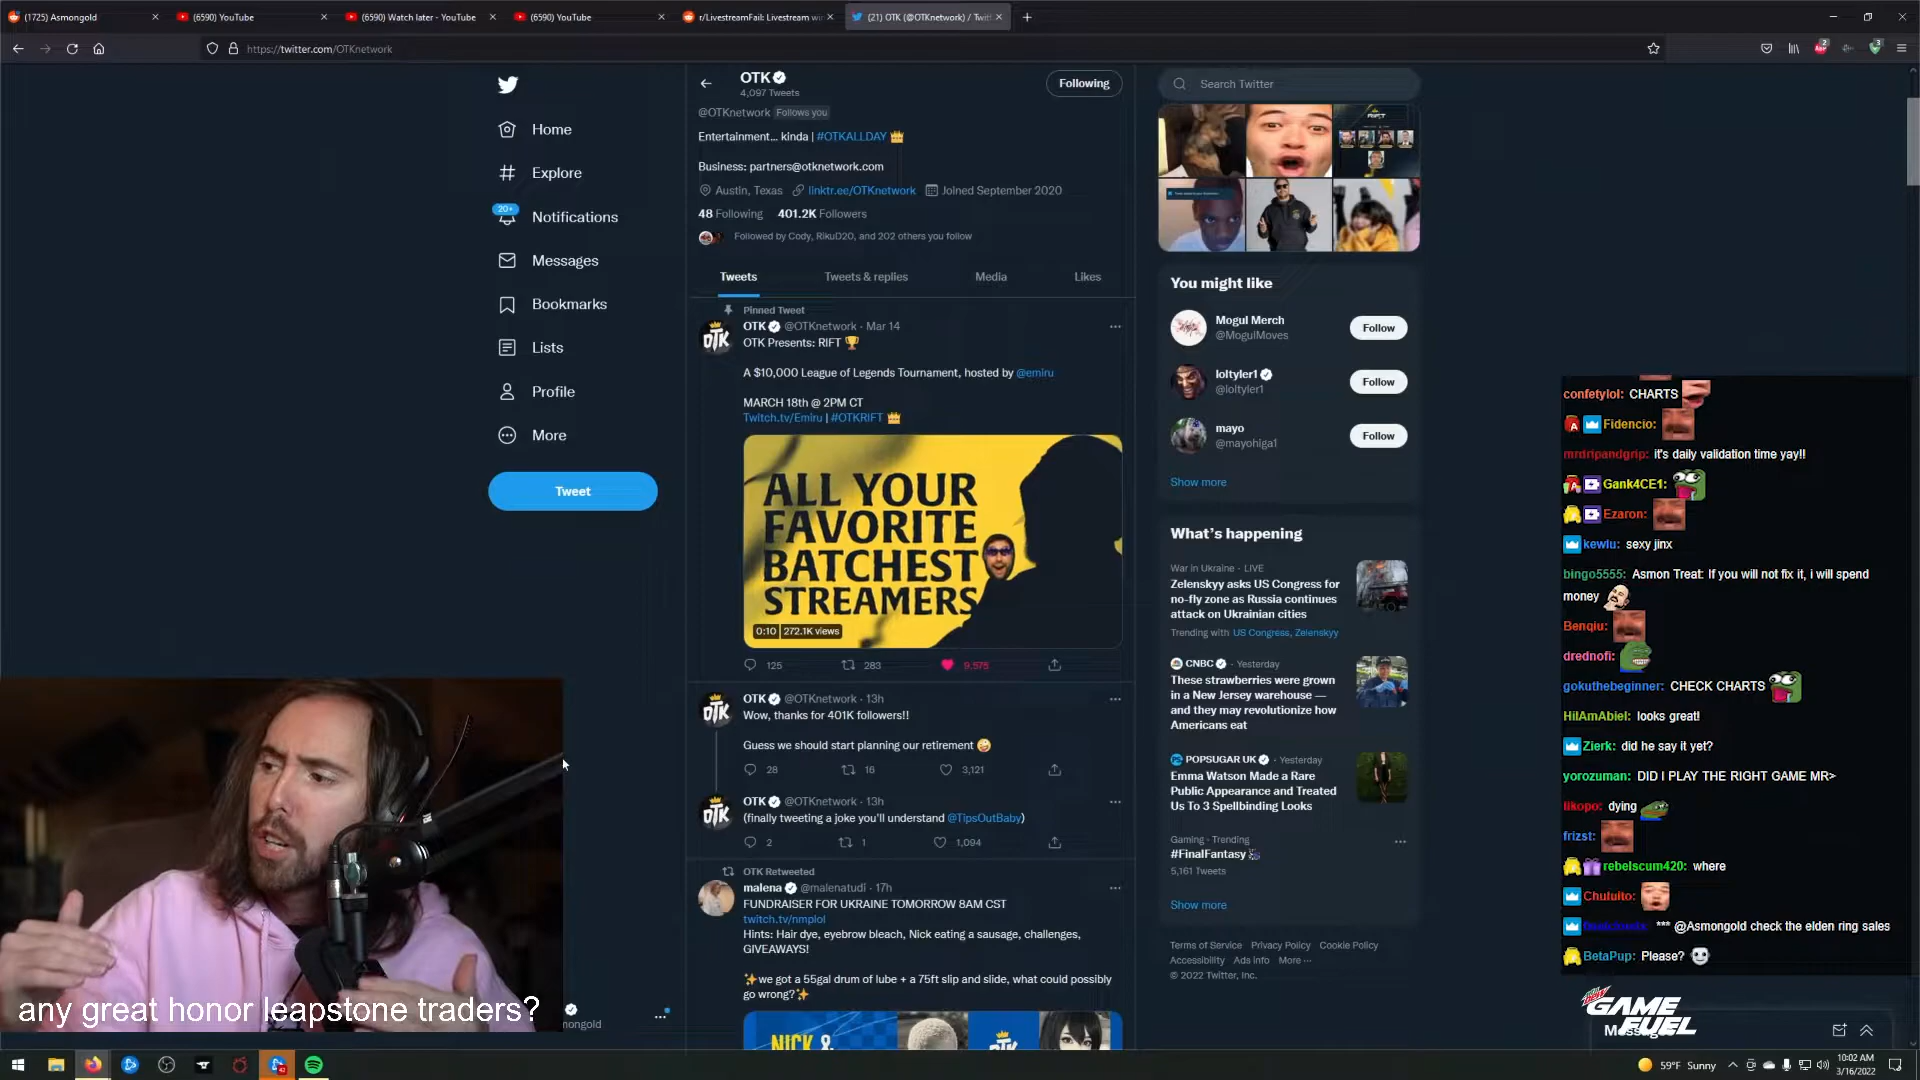 (1725) Asmongold
(6590) YouTube
(6590) Watch later - YouTube
(6590) YouTube
r/LivestreamFail: Livestream wi
(21) OTK (@OTKnetwork) / Twit
https://twitter.com/OTKnetwork
Home
Explore
20+
Notifications
Messages
Bookmarks
Lists
Profile
More
Tweet
OTK
4,097 Tweets
Following
@OTKnetwork Follows you
Entertainment... kinda | #OTKALLDAY 👑
Business: partners@otknetwork.com
Austin, Texas linktr.ee/OTKnetwork Joined September 2020
48 Following 401.2K Followers
Followed by Cody, RikuD20, and 202 others you follow
Tweets Tweets & replies Media Likes
Pinned Tweet
OTK @OTKnetwork · Mar 14
OTK Presents: RIFT 🏆
A $10,000 League of Legends Tournament, hosted by @emiru
MARCH 18th @ 2PM CT
Twitch.tv/Emiru | #OTKRIFT 👑
ALL YOUR
FAVORITE
BATCHEST
STREAMERS
0:10 272.1K views
125 283 9,575
OTK @OTKnetwork · 13h
Wow, thanks for 401K followers!!
Guess we should start planning our retirement 🤪
28 16 3,121
OTK @OTKnetwork · 13h
(finally tweeting a joke you'll understand @TipsOutBaby)
2 1 1,094
OTK Retweeted
malena @malenatudi · 17h
FUNDRAISER FOR UKRAINE TOMORROW 8AM CST
twitch.tv/nmplol
Hints: Hair dye, eyebrow bleach, Nick eating a sausage, challenges,
GIVEAWAYS!
✨we got a 55gal drum of lube + a 75ft slip and slide, what could possibly
go wrong?✨
NICK &
Search Twitter
You might like
Mogul Merch
@MogulMoves
Follow
loltyler1
@loltyler1
Follow
mayo
@mayohiga1
Follow
Show more
What's happening
War in Ukraine · LIVE
Zelenskyy asks US Congress for
no-fly zone as Russia continues
attack on Ukrainian cities
Trending with US Congress, Zelenskyy
CNBC · Yesterday
These strawberries were grown
in a New Jersey warehouse —
and they may revolutionize how
Americans eat
POPSUGAR UK · Yesterday
Emma Watson Made a Rare
Public Appearance and Treated
Us To 3 Spellbinding Looks
Gaming · Trending
#FinalFantasy
5,161 Tweets
Show more
Terms of Service Privacy Policy Cookie Policy
Accessibility Ads info More ···
© 2022 Twitter, Inc.
confetylol: CHARTS
Fidencio:
mrdripandgrip: it's daily validation time yay!!
Gank4CE1:
Ezaron:
kewlu: sexy jinx
bingo5555: Asmon Treat: If you will not fix it, i will spend
money
Benqiu:
drednofi:
gokuthebeginner: CHECK CHARTS
HilAmAbiel: looks great!
Zierk: did he say it yet?
yorozuman: DID I PLAY THE RIGHT GAME MR>
likopo: dying
frizst:
rebelscum420: where
Chuluito:
*** @Asmongold check the elden ring sales
BetaPup: Please?
MTN DEW
GAME
FUEL
any great honor leapstone traders?
mongold
59°F Sunny
10:02 AM
3/16/2022